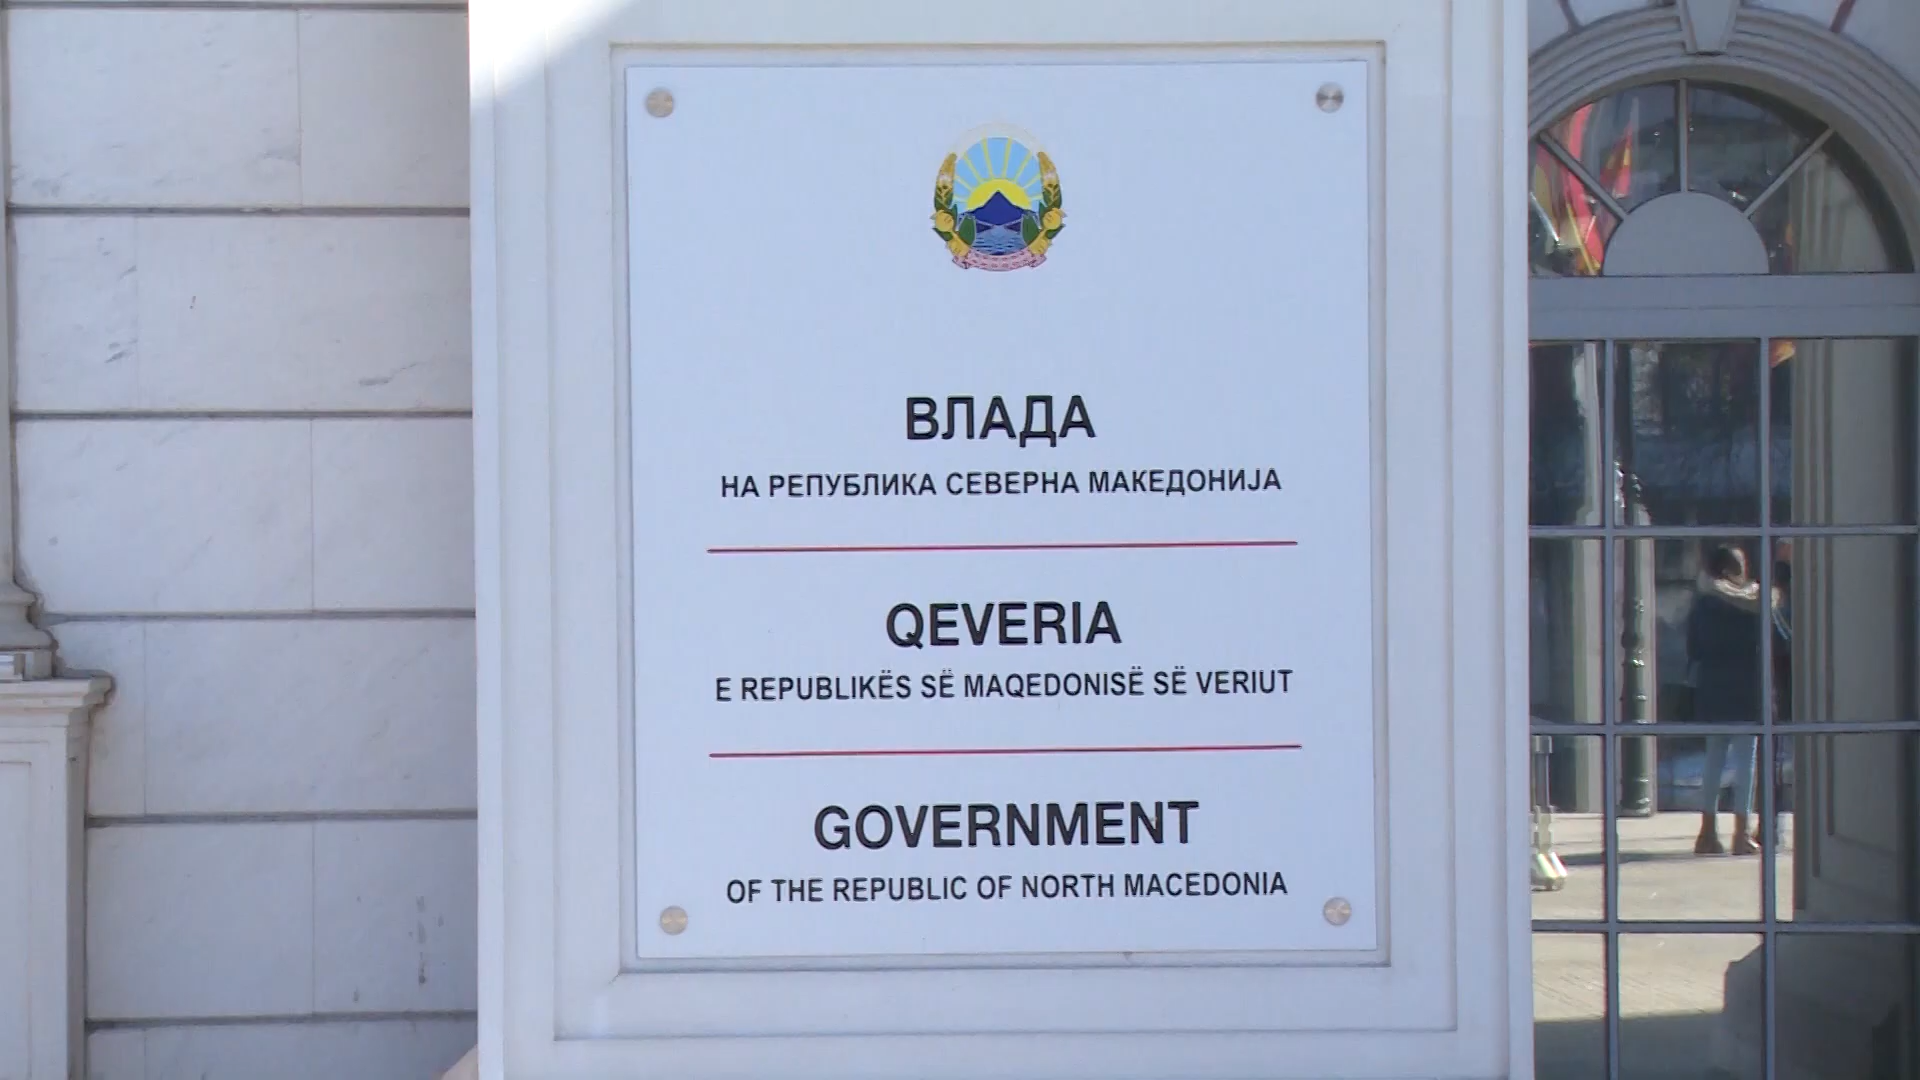 ВЛАДА
НА РЕПУБЛИКА СЕВЕРНА МАКЕДОНИЈА
QEVERIA
E REPUBLIKËS SË MAQEDONISË SË VERIUT
GOVERNMENT
OF THE REPUBLIC OF NORTH MACEDONIA